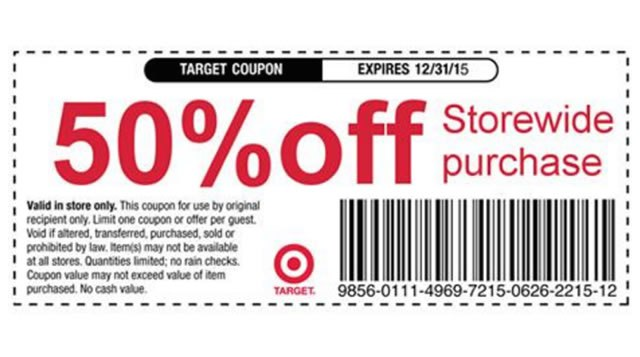 TARGET COUPON EXPIRES 12/31/15
50%off Storewide purchase
Valid in store only. This coupon for use by original
recipient only. Limit one coupon or offer per guest.
Void if altered, transferred, purchased, sold or
prohibited by law. Item(s) may not be available
at all stores. Quantities limited; no rain checks.
Coupon value may not exceed value of item
purchased. No cash value.
TARGET.
9856-0111-4969-7215-0626-2215-12